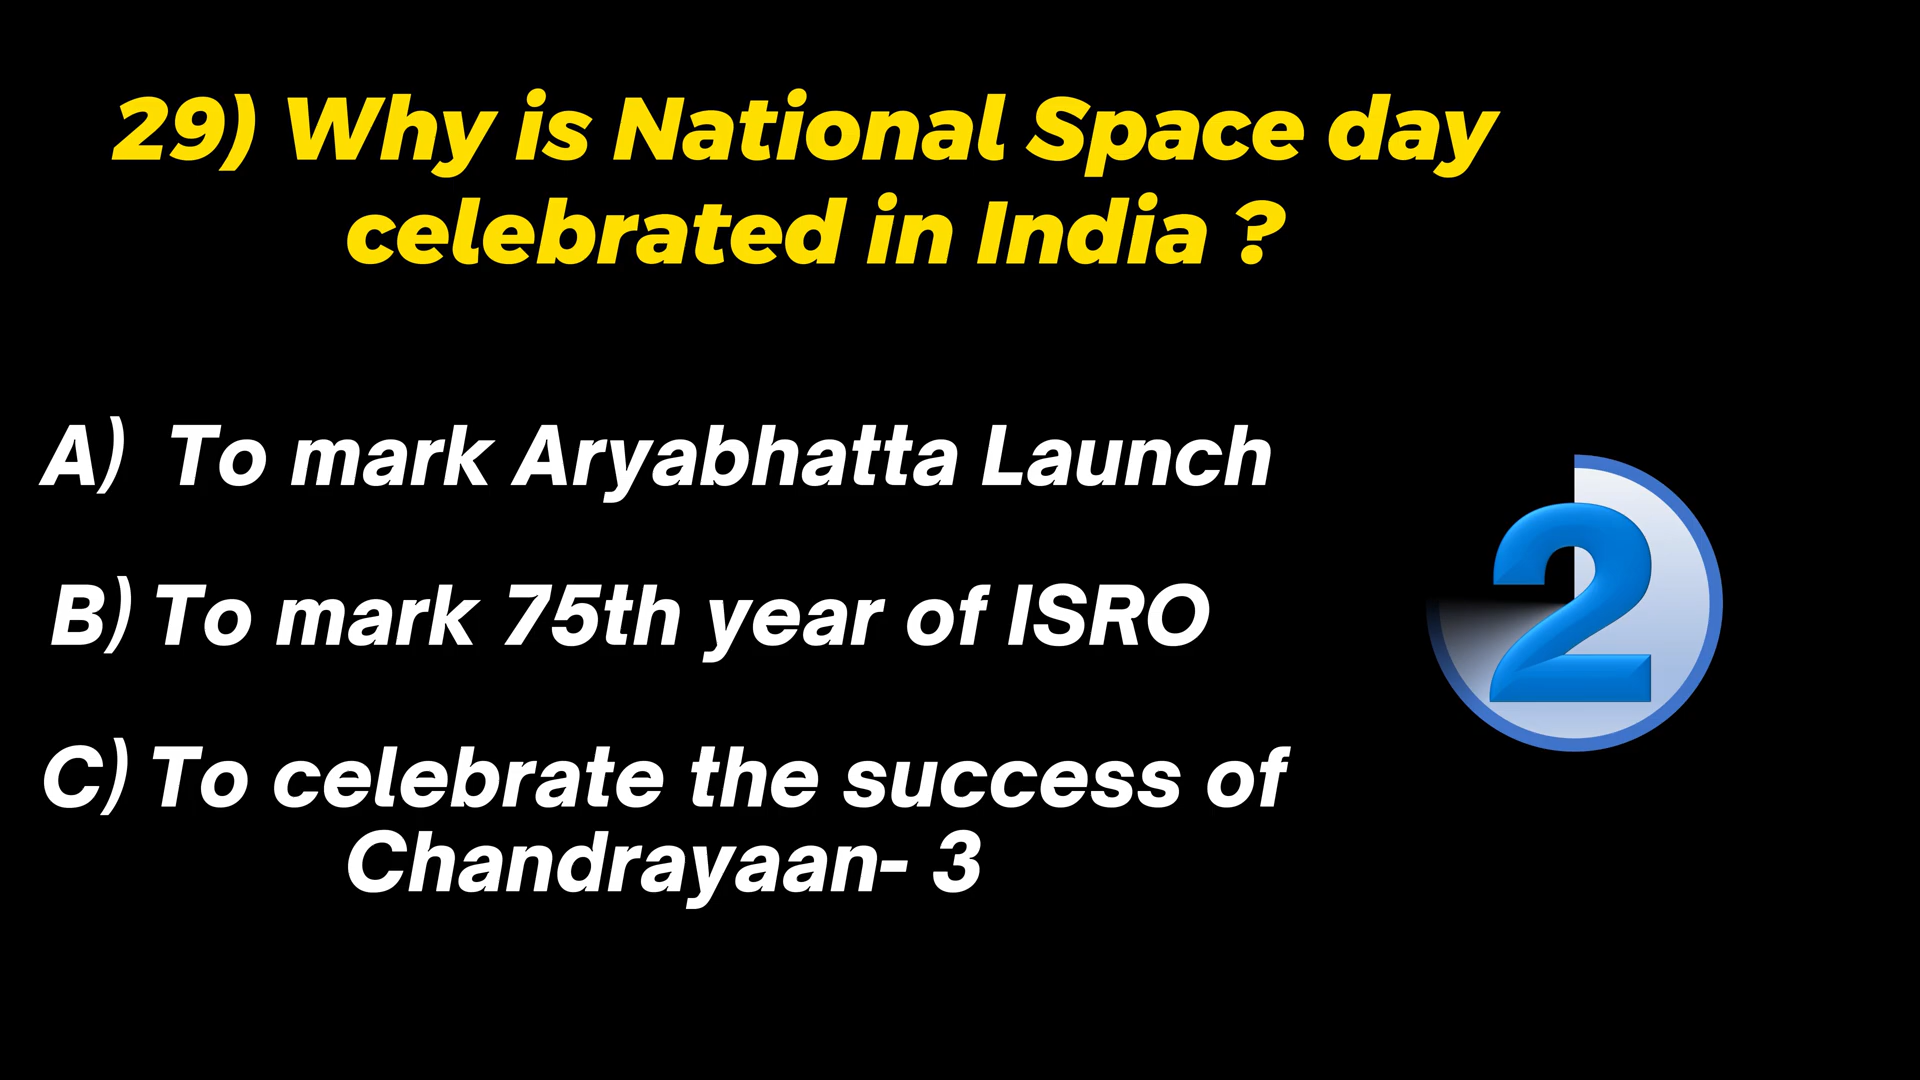 29) Why is National Space day
celebrated in India ?
A) To mark Aryabhatta Launch
B) To mark 75th year of ISRO
C) To celebrate the success of
Chandrayaan- 3
2